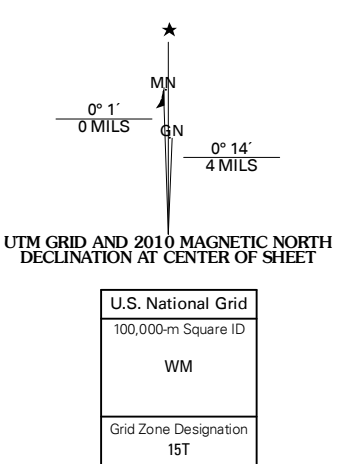 MN
0° 1´
0 MILS
GN
0° 14´
4 MILS
UTM GRID AND 2010 MAGNETIC NORTH
DECLINATION AT CENTER OF SHEET
U.S. National Grid
100,000-m Square ID
WM
Grid Zone Designation
15T